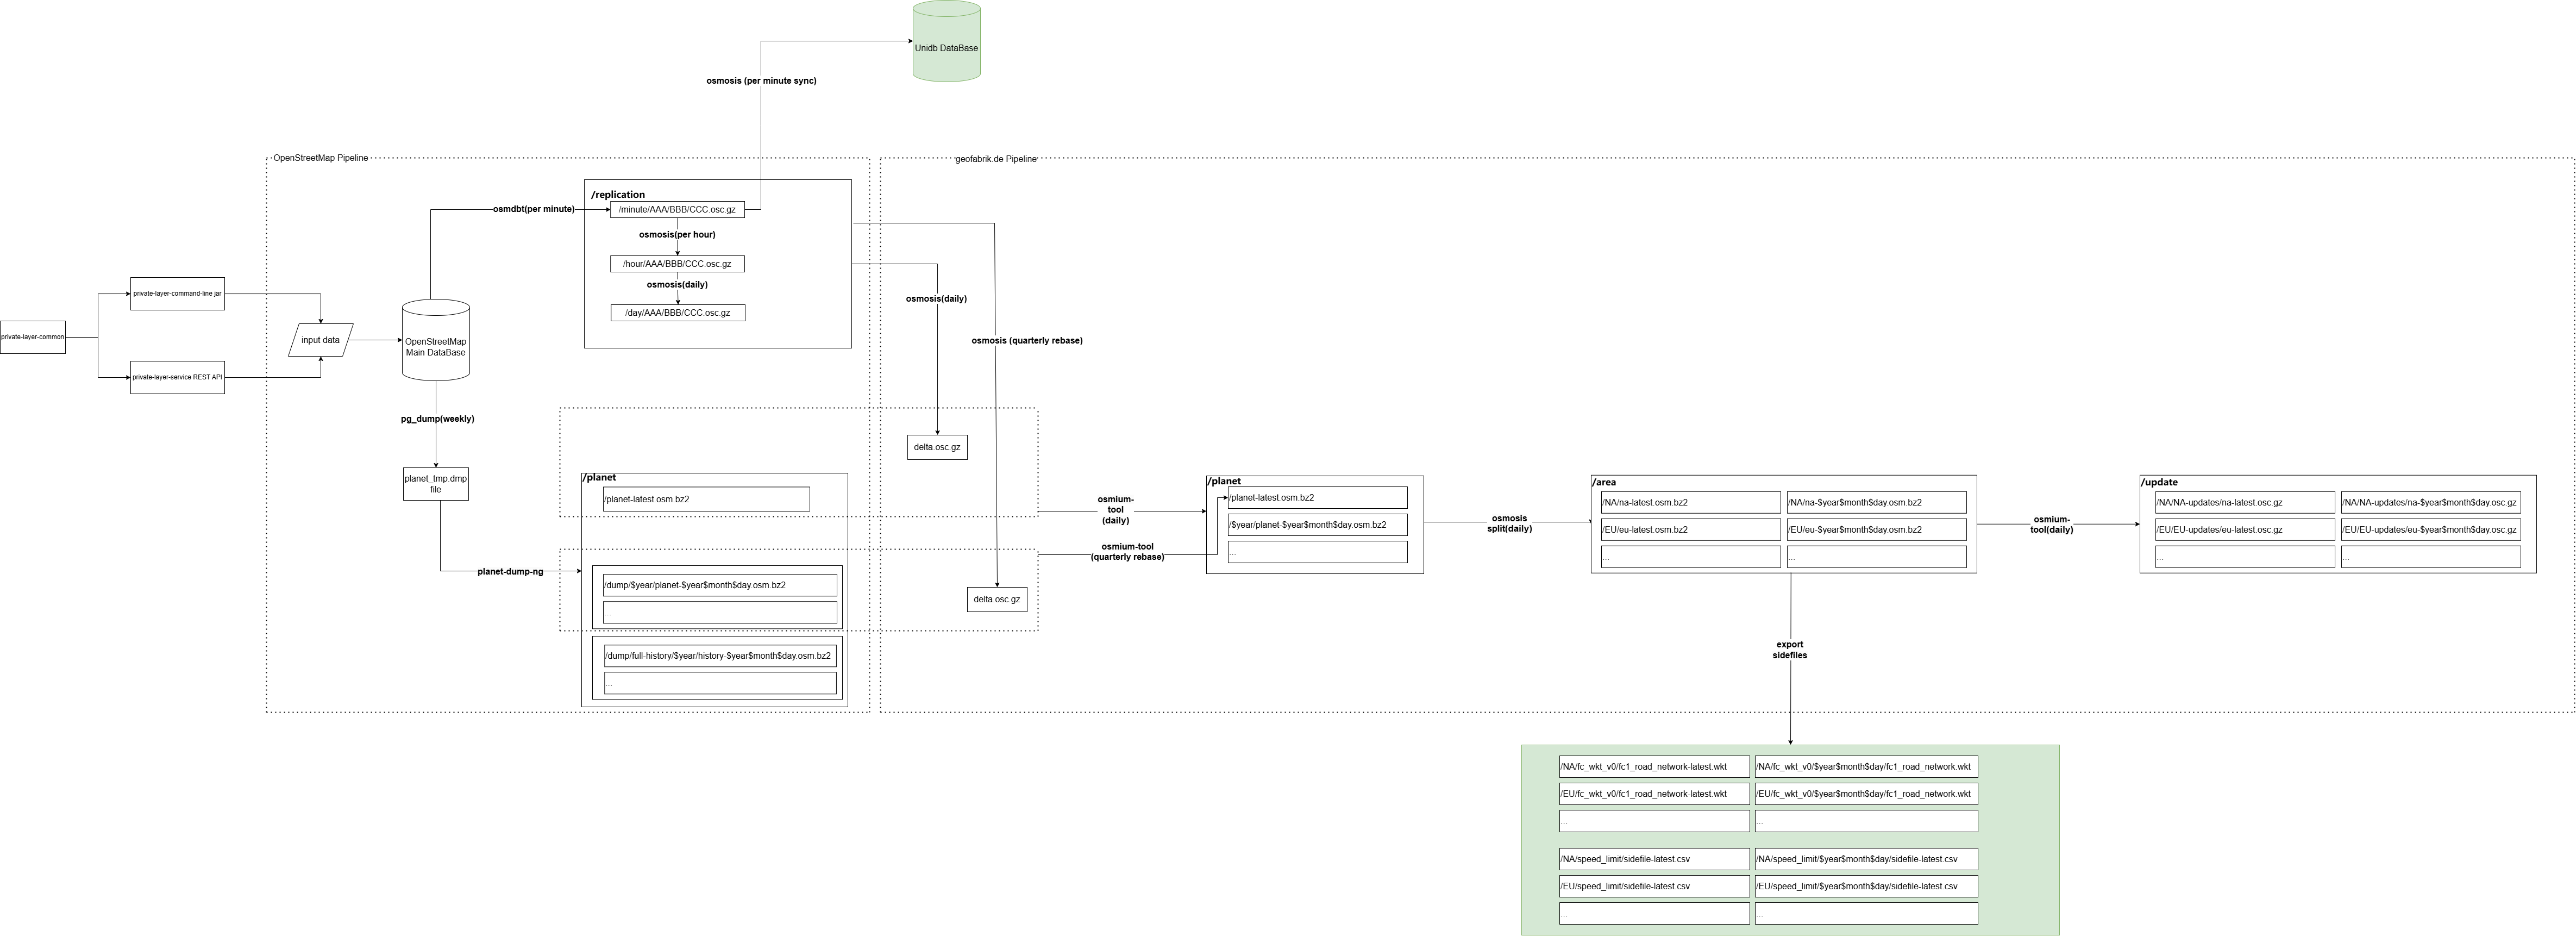 Unidb DataBase
osmosis (per minute sync)
OpenStreetMap Pipeline
geofabrik.de Pipeline
/replication
osmdbt(per minute)
/minute/AAA/BBB/CCC.osc.gz
osmosis(per hour)
/hour/AAA/BBB/CCC.osc.gz
osmosis(daily)
/day/AAA/BBB/CCC.osc.gz
private-layer-common
private-layer-command-line jar
private-layer-service REST API
input data
OpenStreetMap
Main DataBase
osmosis(daily)
osmosis (quarterly rebase)
pg_dump(weekly)
planet_tmp.dmp
file
planet-dump-ng
delta.osc.gz
delta.osc.gz
/planet
/planet-latest.osm.bz2
/dump/$year/planet-$year$month$day.osm.bz2
...
/dump/full-history/$year/history-$year$month$day.osm.bz2
...
osmium-
tool
(daily)
osmium-tool
(quarterly rebase)
/planet
/planet-latest.osm.bz2
/$year/planet-$year$month$day.osm.bz2
...
osmosis
split(daily)
/area
/NA/na-latest.osm.bz2
/NA/na-$year$month$day.osm.bz2
/EU/eu-latest.osm.bz2
/EU/eu-$year$month$day.osm.bz2
...
...
osmium-
tool(daily)
/update
/NA/NA-updates/na-latest.osc.gz
/NA/NA-updates/na-$year$month$day.osc.gz
/EU/EU-updates/eu-latest.osc.gz
/EU/EU-updates/eu-$year$month$day.osc.gz
...
...
export
sidefiles
/NA/fc_wkt_v0/fc1_road_network-latest.wkt
/NA/fc_wkt_v0/$year$month$day/fc1_road_network.wkt
/EU/fc_wkt_v0/fc1_road_network-latest.wkt
/EU/fc_wkt_v0/$year$month$day/fc1_road_network.wkt
...
...
/NA/speed_limit/sidefile-latest.csv
/NA/speed_limit/$year$month$day/sidefile-latest.csv
/EU/speed_limit/sidefile-latest.csv
/EU/speed_limit/$year$month$day/sidefile-latest.csv
...
...